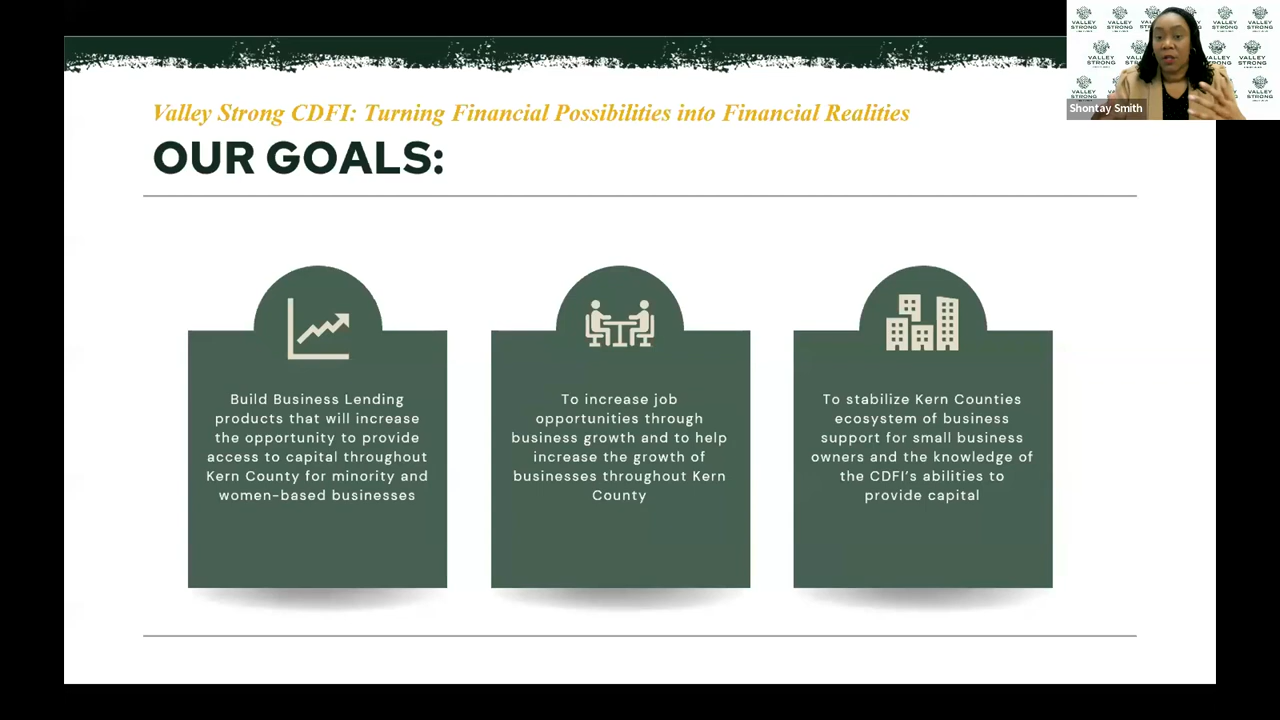 Valley Strong CDFI: Turning Financial Possibilities into Financial Realities
OUR GOALS:
Build Business Lending
products that will increase
the opportunity to provide
access to capital throughout
Kern County for minority and
women-based businesses
To increase job
opportunities through
business growth and to help
increase the growth of
businesses throughout Kern
County
To stabilize Kern Counties
ecosystem of business
support for small business
owners and the knowledge of
the CDFI’s abilities to
provide capital
VALLEY
STRONG
Shontay Smith